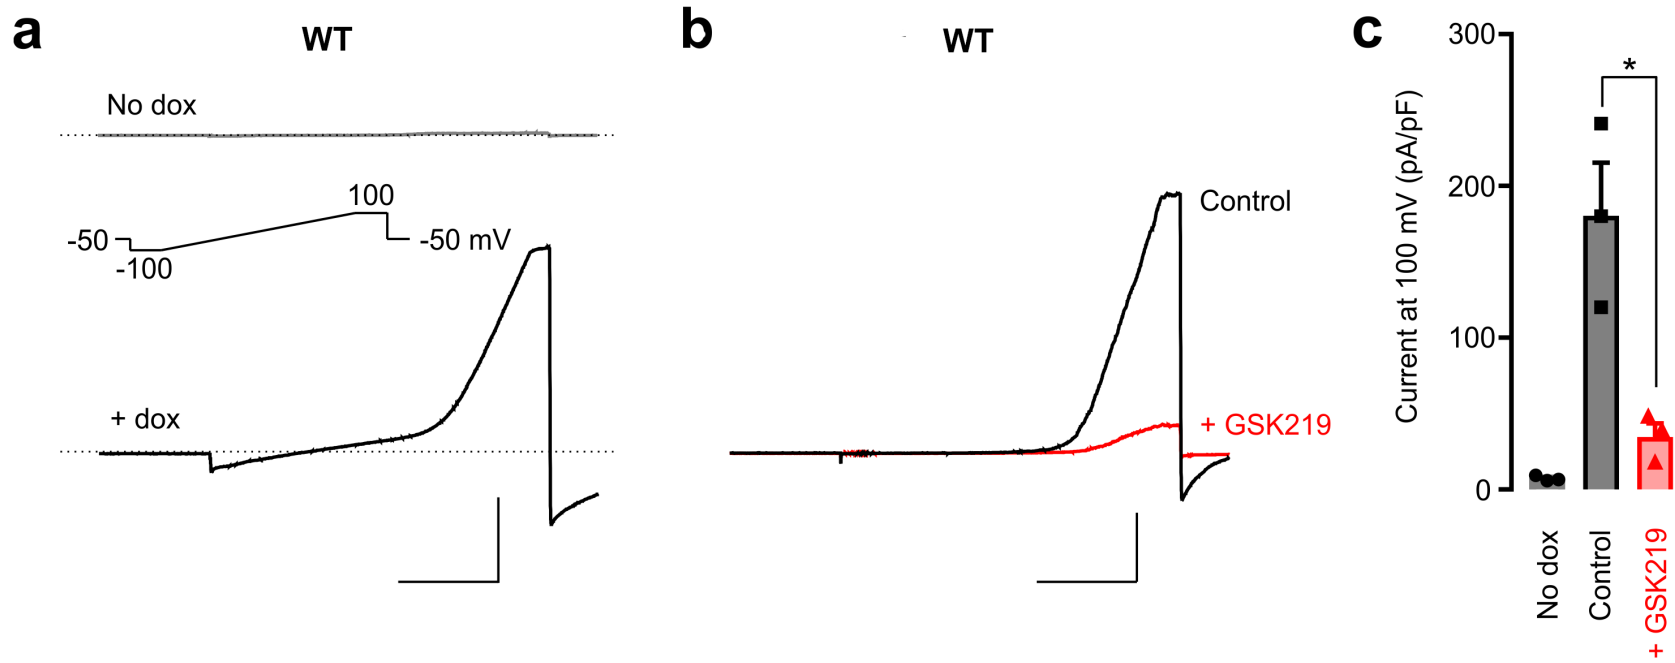 a
WT
No dox
100
-50
-50 mV
-100
+ dox
b
WT
Control
+ GSK219
c
Current at 100 mV (pA/pF)
300
200
100
0
*
No dox
Control
+ GSK219